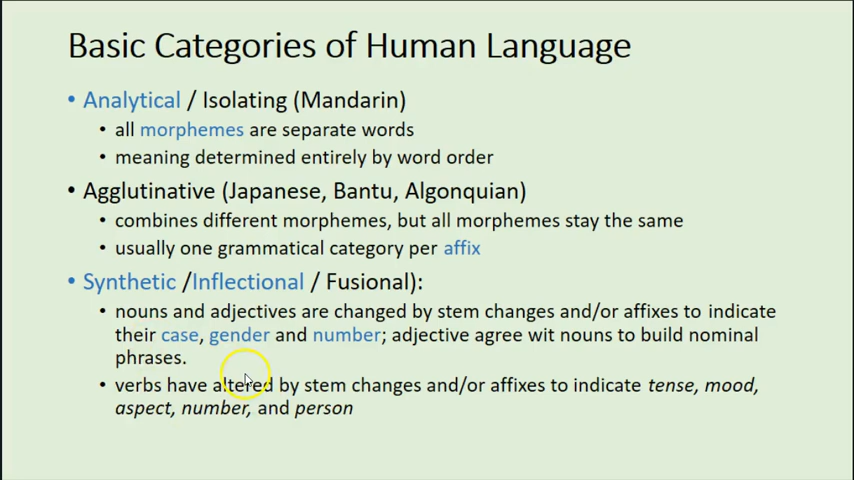 Basic Categories of Human Language
• Analytical / Isolating (Mandarin)
• all morphemes are separate words
• meaning determined entirely by word order
• Agglutinative (Japanese, Bantu, Algonquian)
• combines different morphemes, but all morphemes stay the same
• usually one grammatical category per affix
• Synthetic /Inflectional / Fusional):
• nouns and adjectives are changed by stem changes and/or affixes to indicate
their case, gender and number; adjective agree wit nouns to build nominal
phrases.
• verbs have altered by stem changes and/or affixes to indicate tense, mood,
aspect, number, and person